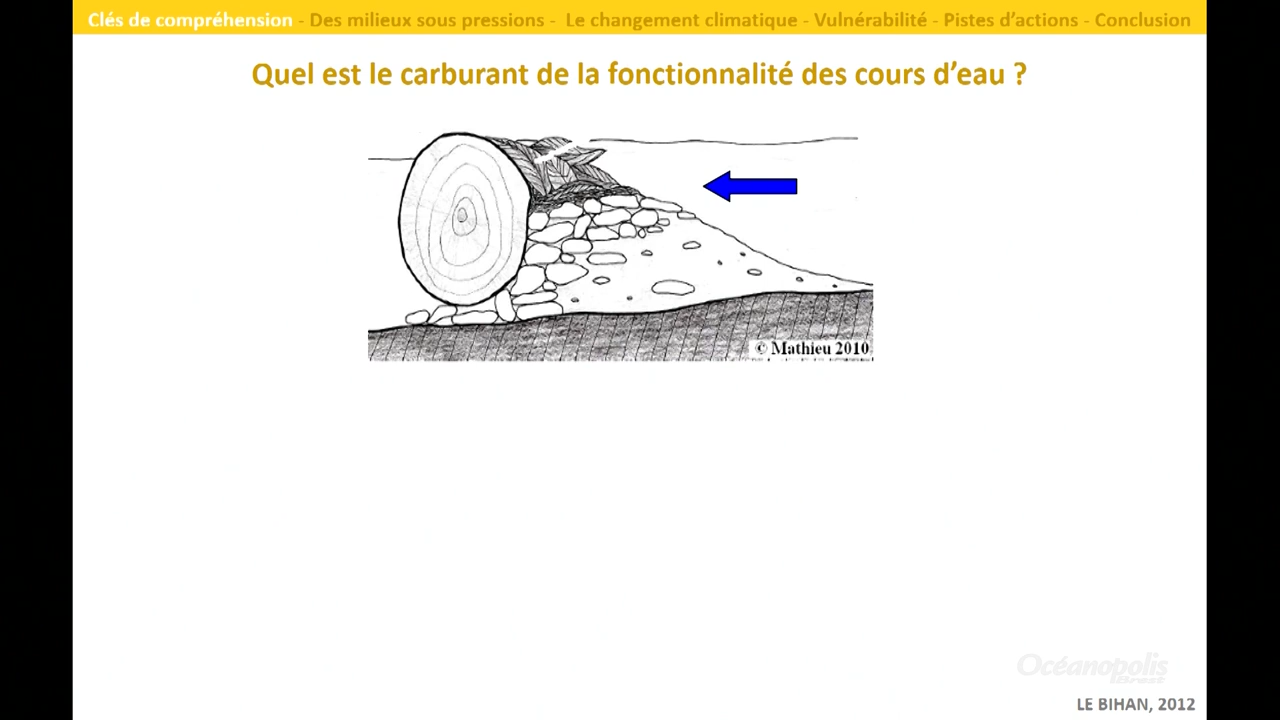 Clés de compréhension - Des milieux sous pressions - Le changement climatique - Vulnérabilité - Pistes d'actions - Conclusion
Quel est le carburant de la fonctionnalité des cours d'eau ?
© Mathieu 2010
Océanopolis
Brest
LE BIHAN, 2012